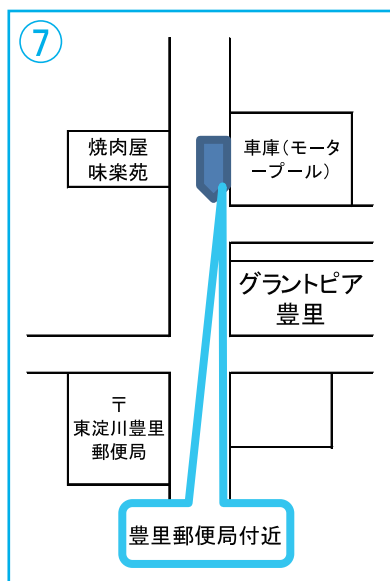 ⑦
焼肉屋
味楽苑
車庫(モータ
ープール)
グラントピア
豊里
〒
東淀川豊里
郵便局
豊里郵便局付近